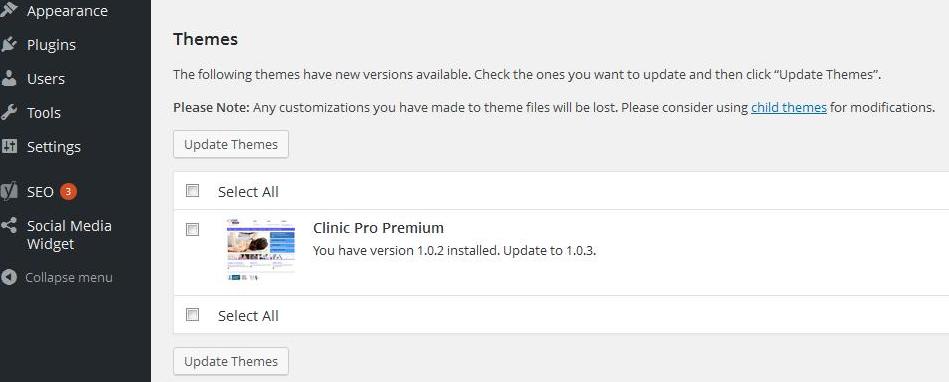 Appearance
Plugins
Users
Tools
Settings
SEO 3
Social Media
Widget
Collapse menu
Themes
The following themes have new versions available. Check the ones you want to update and then click “Update Themes”.
Please Note: Any customizations you have made to theme files will be lost. Please consider using child themes for modifications.
Update Themes
Select All
Clinic Pro Premium
You have version 1.0.2 installed. Update to 1.0.3.
Select All
Update Themes